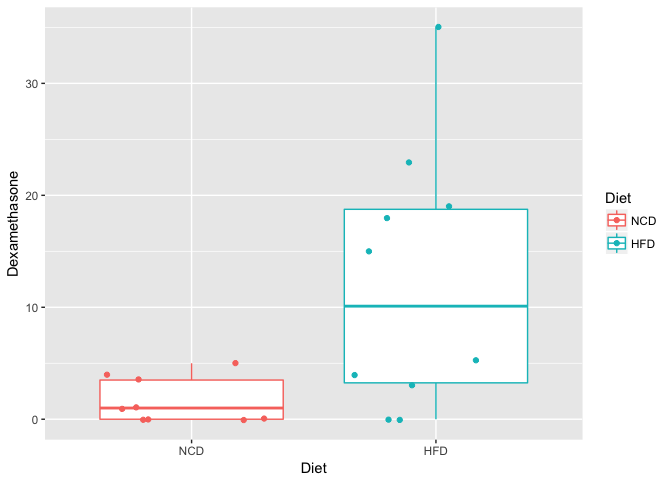 30
20
10
0
Dexamethasone
NCD
HFD
Diet
Diet
NCD
HFD